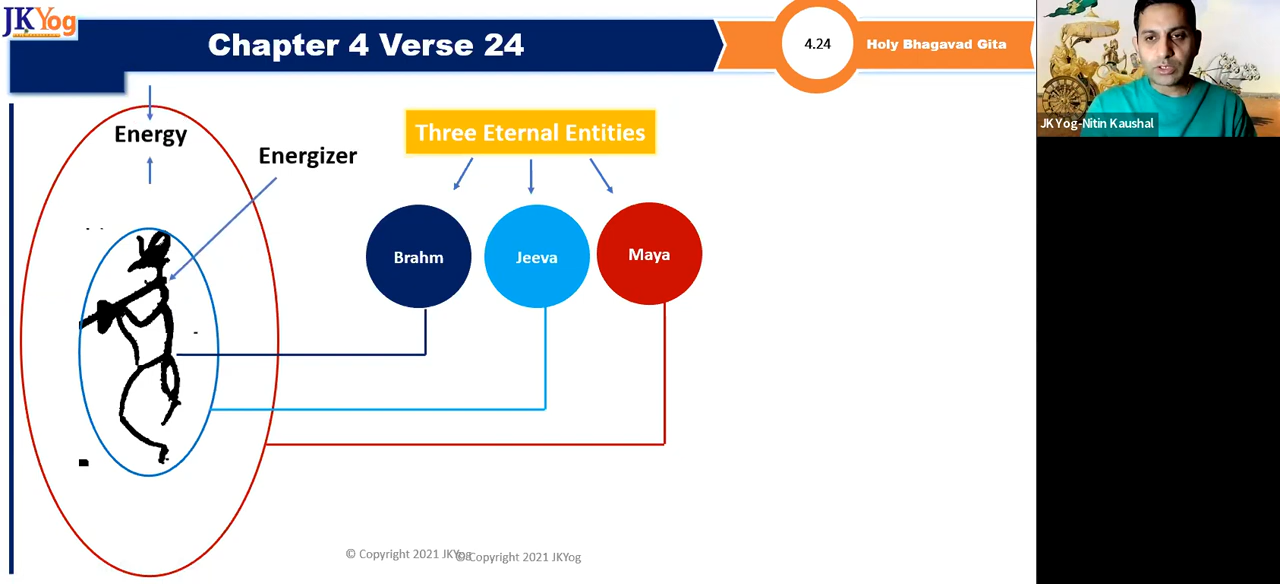 JKYog
Chapter 4 Verse 24
4.24
Holy Bhagavad Gita
JKYog-Nitin Kaushal
Energy
Energizer
Three Eternal Entities
Brahm
Jeeva
Maya
© Copyright 2021 JKYog
© Copyright 2021 JKYog